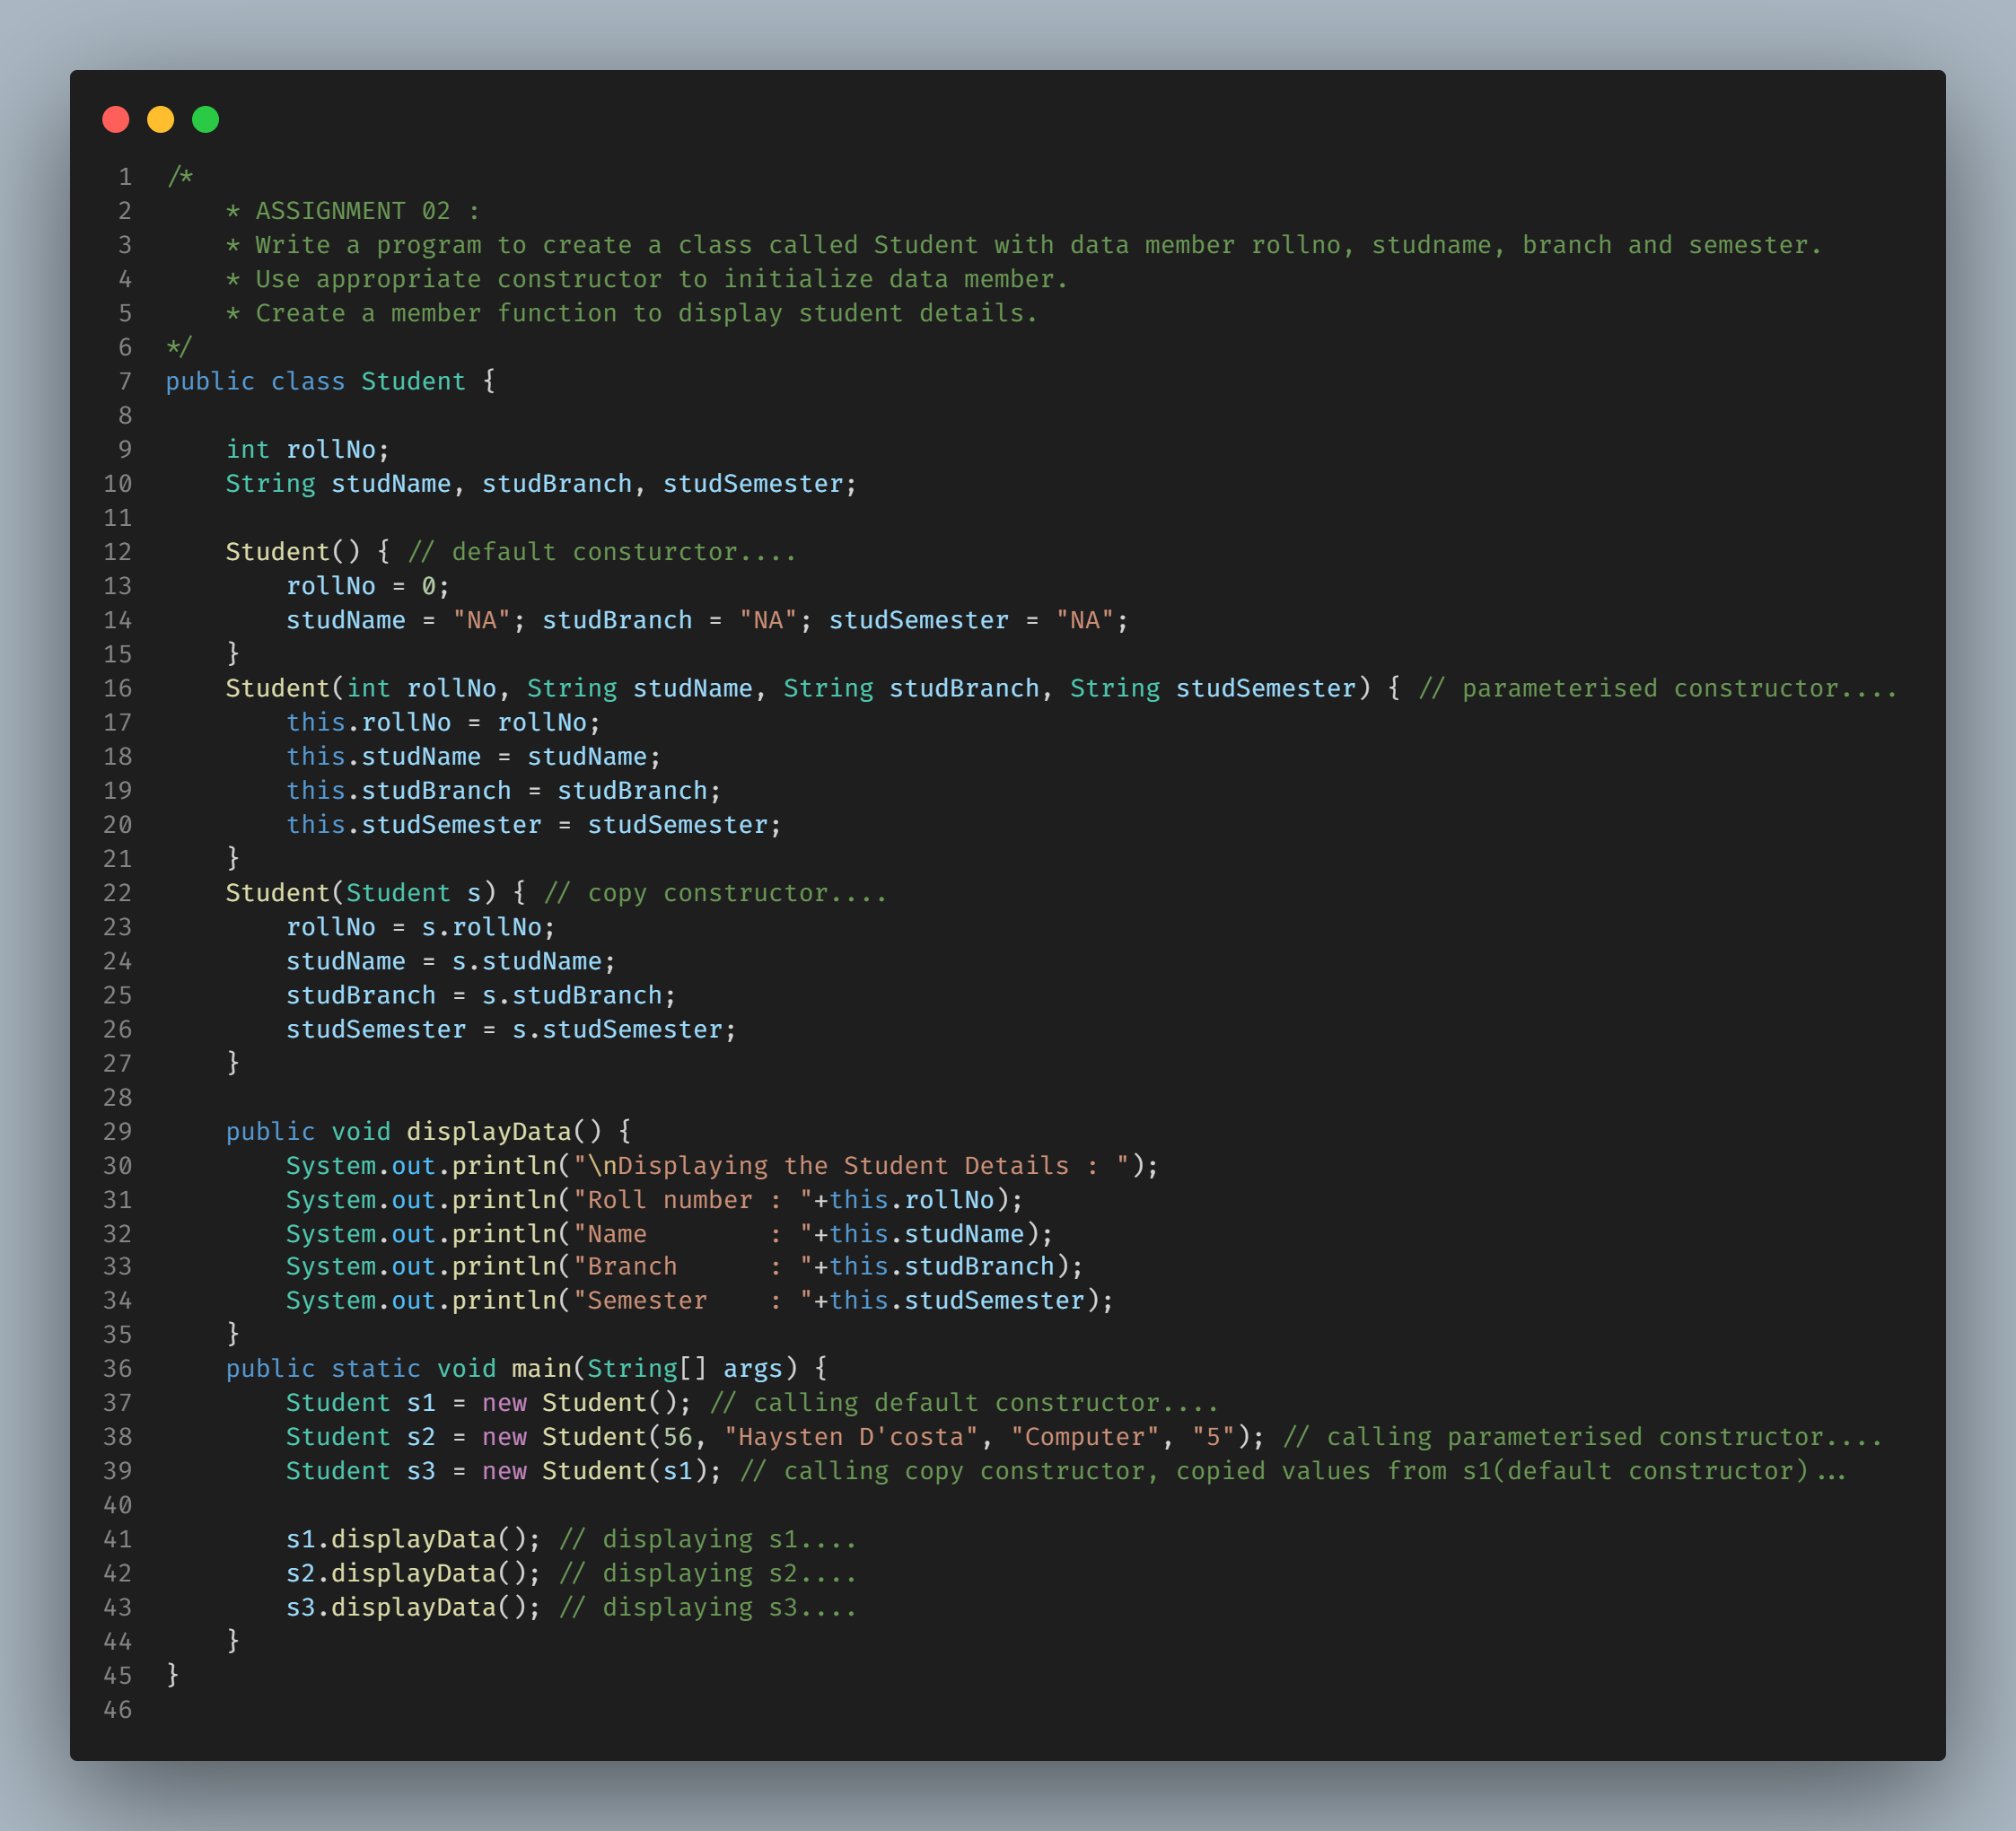 1 /*
2     * ASSIGNMENT 02 :
3     * Write a program to create a class called Student with data member rollno, studname, branch and semester.
4     * Use appropriate constructor to initialize data member.
5     * Create a member function to display student details.
6 */
7 public class Student {
8
9     int rollNo;
10     String studName, studBranch, studSemester;
11
12     Student() { // default consturctor....
13         rollNo = 0;
14         studName = "NA"; studBranch = "NA"; studSemester = "NA";
15     }
16     Student(int rollNo, String studName, String studBranch, String studSemester) { // parameterised constructor....
17         this.rollNo = rollNo;
18         this.studName = studName;
19         this.studBranch = studBranch;
20         this.studSemester = studSemester;
21     }
22     Student(Student s) { // copy constructor....
23         rollNo = s.rollNo;
24         studName = s.studName;
25         studBranch = s.studBranch;
26         studSemester = s.studSemester;
27     }
28
29     public void displayData() {
30         System.out.println("\nDisplaying the Student Details : ");
31         System.out.println("Roll number : "+this.rollNo);
32         System.out.println("Name        : "+this.studName);
33         System.out.println("Branch      : "+this.studBranch);
34         System.out.println("Semester    : "+this.studSemester);
35     }
36     public static void main(String[] args) {
37         Student s1 = new Student(); // calling default constructor....
38         Student s2 = new Student(56, "Haysten D'costa", "Computer", "5"); // calling parameterised constructor....
39         Student s3 = new Student(s1); // calling copy constructor, copied values from s1(default constructor)...
40
41         s1.displayData(); // displaying s1....
42         s2.displayData(); // displaying s2....
43         s3.displayData(); // displaying s3....
44     }
45 }
46